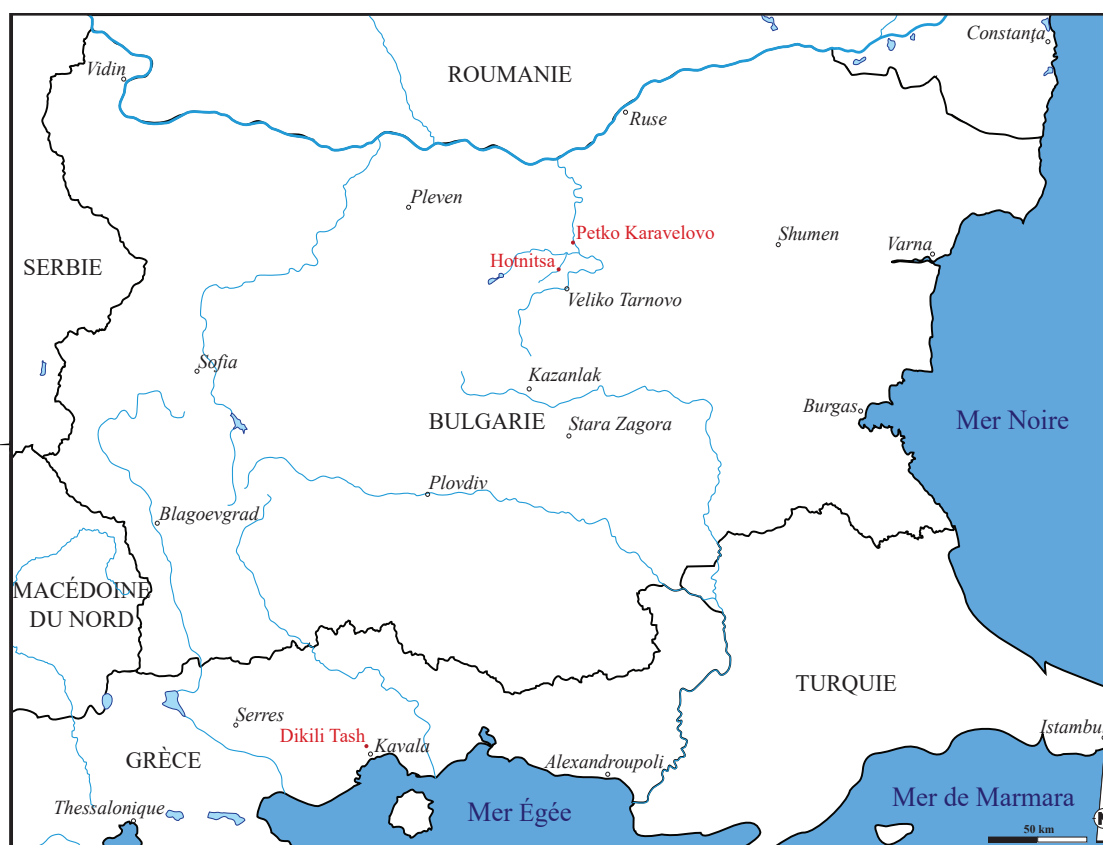 Constanţa
Vidin
ROUMANIE
Ruse
Pleven
Petko Karavelovo
Shumen
Varna
Hotnitsa
SERBIE
Veliko Tarnovo
Sofia
Kazanlak
Burgas
BULGARIE
Stara Zagora
Mer Noire
Plovdiv
Blagoevgrad
MACÉDOINE
DU NORD
TURQUIE
Serres
Dikili Tash
Kavala
Istambul
GRÈCE
Alexandroupoli
Mer de Marmara
Thessalonique
Mer Égée
50 km
N